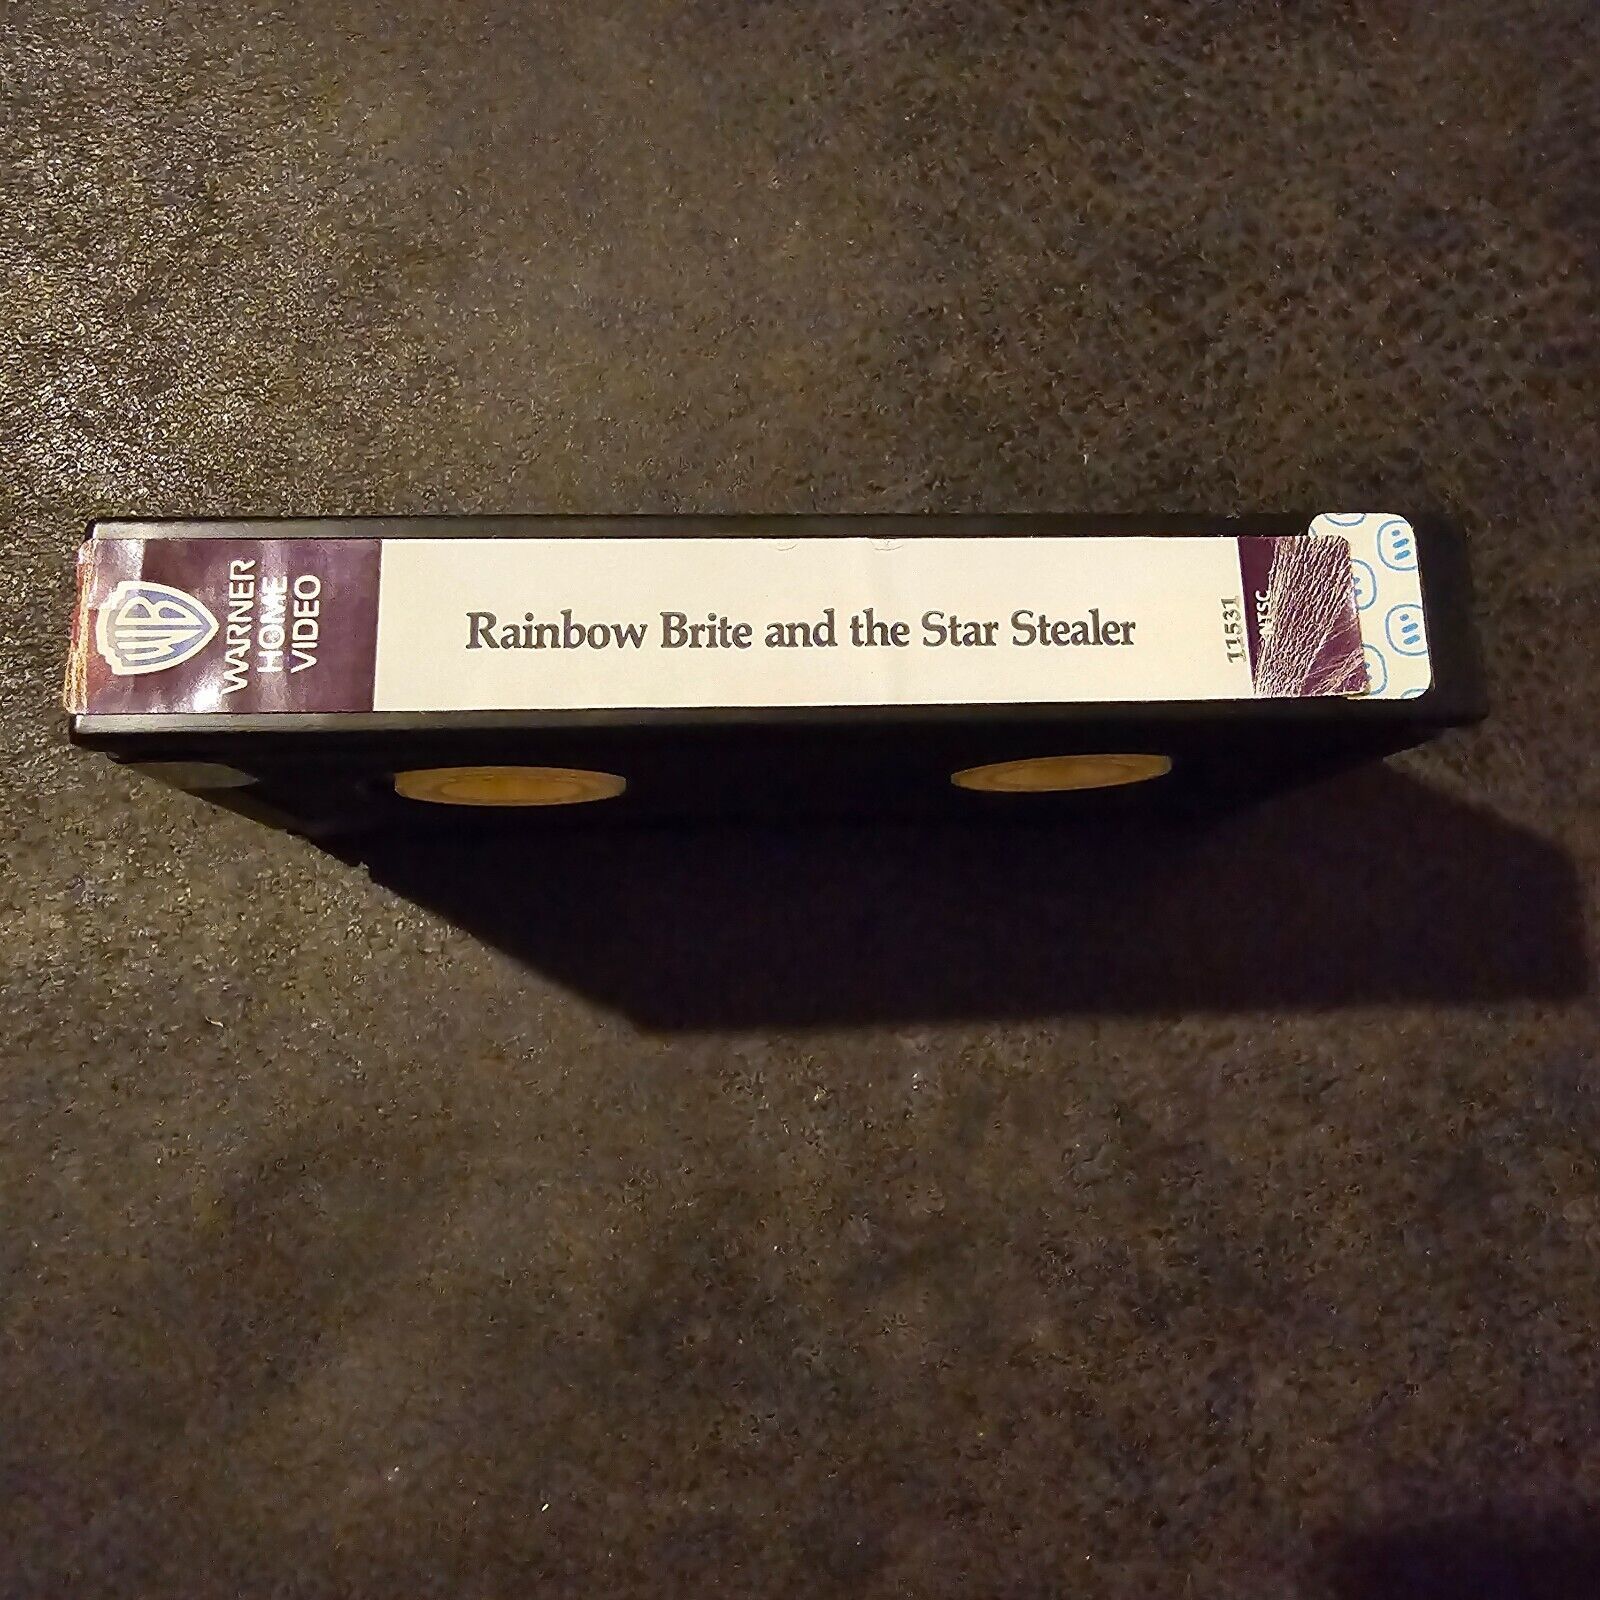 WB
WARNER
HOME
VIDEO
Rainbow Brite and the Star Stealer
11531
NTSC